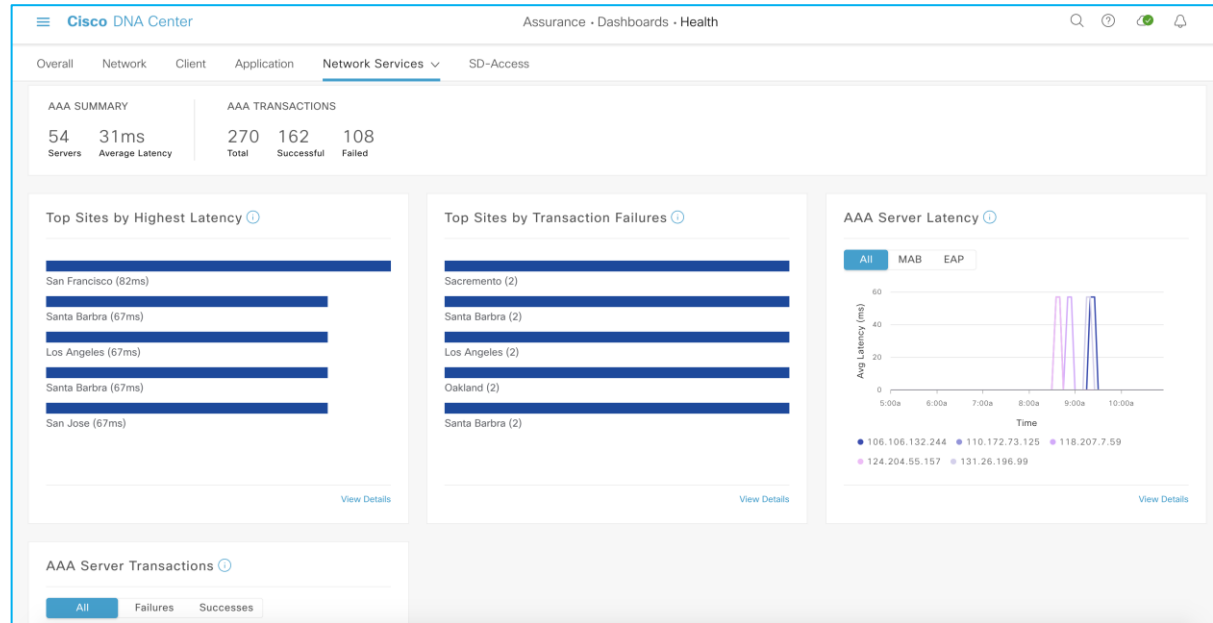 Cisco DNA Center
Assurance · Dashboards · Health
Overall Network Client Application Network Services SD-Access
AAA SUMMARY
54 31ms
Servers Average Latency
AAA TRANSACTIONS
270 162 108
Total Successful Failed
Top Sites by Highest Latency
San Francisco (82ms)
Santa Barbra (67ms)
Los Angeles (67ms)
Santa Barbra (67ms)
San Jose (67ms)
View Details
Top Sites by Transaction Failures
Sacremento (2)
Santa Barbra (2)
Los Angeles (2)
Oakland (2)
Santa Barbra (2)
View Details
AAA Server Latency
All MAB EAP
Avg Latency (ms)
60
40
20
0
5:00a 6:00a 7:00a 8:00a 9:00a 10:00a
Time
106.106.132.244 110.172.73.125 118.207.7.59
124.204.55.157 131.26.196.99
View Details
AAA Server Transactions
All Failures Successes